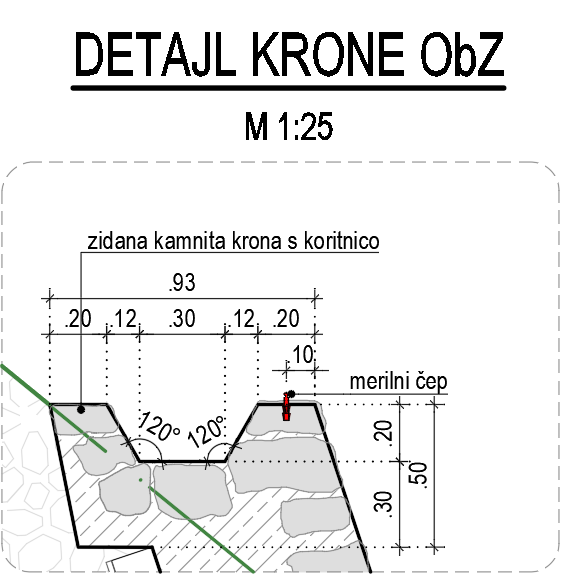 DETAJL KRONE ObZ
M 1:25
zidana kamnita krona s koritnico
.93
.20 .12 .30 .12 .20
.10
merilni čep
120° 120°
.20
.50
.30